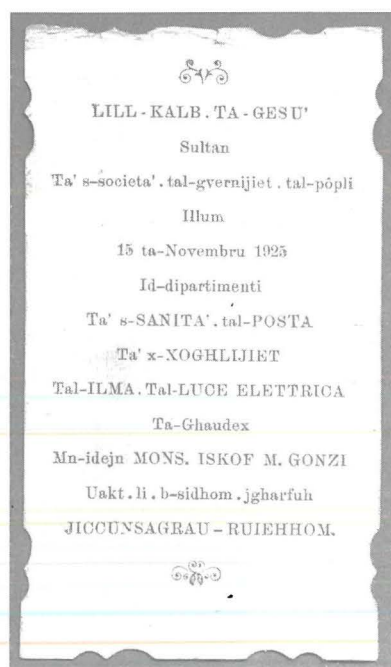 LILL-KALB.TA-GESU'
Sultan
Ta' s-societa'.tal-gvernijiet.tal-pôpli
Illum
15 ta-Novembru 1925
Id-dipartimenti
Ta' s-SANITA'.tal-POSTA
Ta' x-XOGHLIJIET
Tal-ILMA.Tal-LUCE ELETTRICA
Ta-Ghaudex
Mn-idejn MONS. ISKOF M. GONZI
Uakt.li.b-sidhom.jgharfuh
JICCUNSAGRAU-RUIEHHOM.